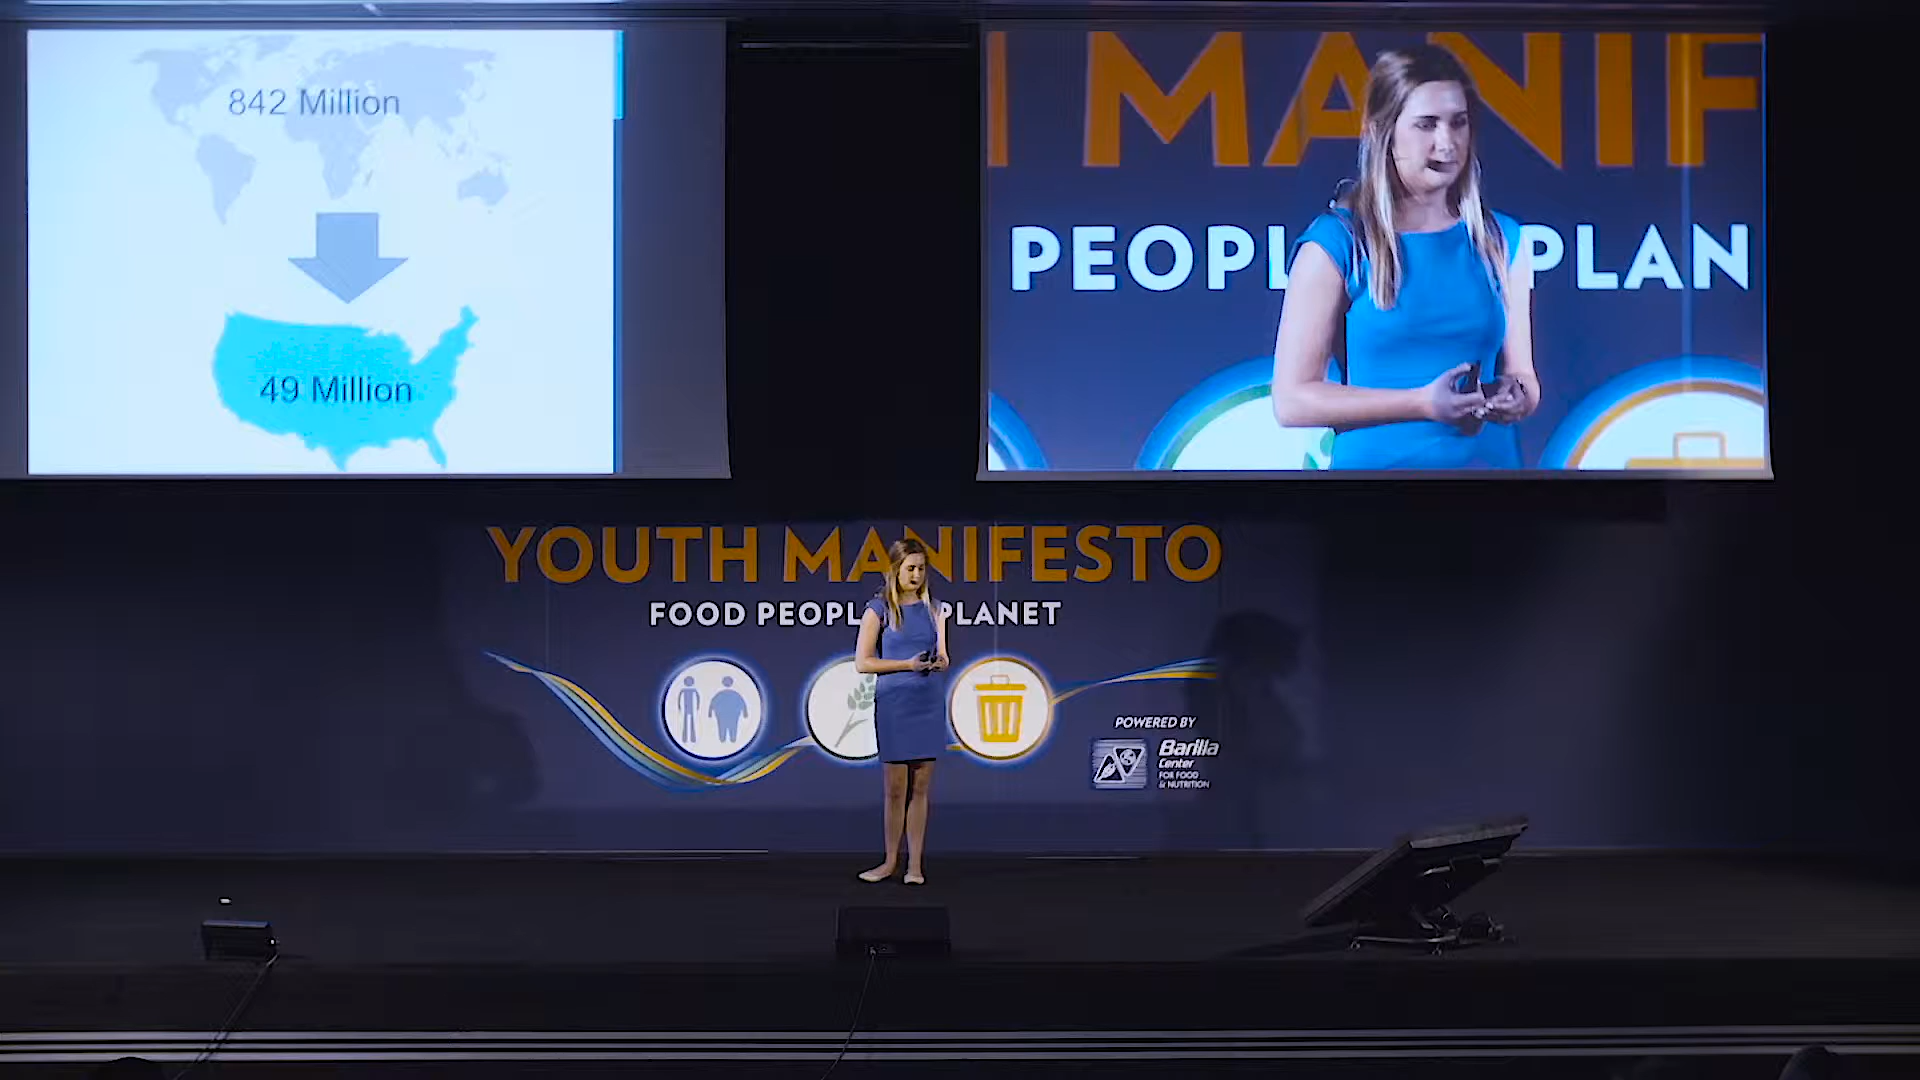 842 Million
49 Million
MANIF
PEOPL PLAN
YOUTH MANIFESTO
FOOD PEOPL PLANET
POWERED BY
Barilla
Center
FOR FOOD
& NUTRITION